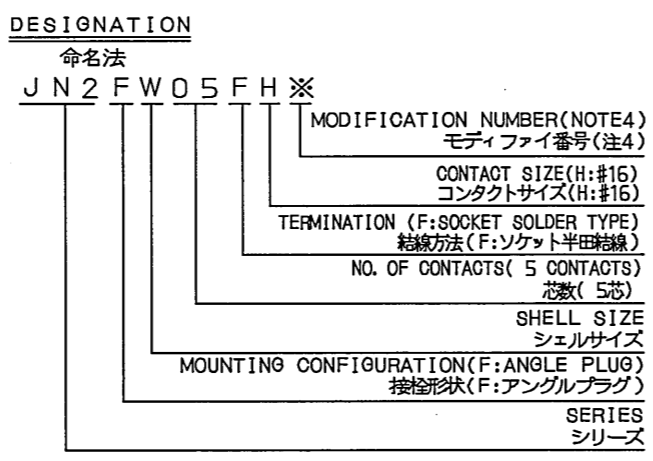 DESIGNATION
命名法
JN2FW05FH※
MODIFICATION NUMBER(NOTE4)
モディファイ番号(注4)
CONTACT SIZE(H:#16)
コンタクトサイズ(H:#16)
TERMINATION (F:SOCKET SOLDER TYPE)
結線方法(F:ソケット半田結線)
NO. OF CONTACTS( 5 CONTACTS)
芯数( 5芯)
SHELL SIZE
シェルサイズ
MOUNTING CONFIGURATION(F:ANGLE PLUG)
接栓形状(F:アングルプラグ)
SERIES
シリーズ